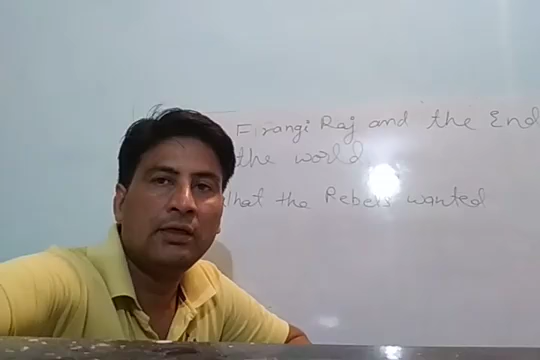 Firangi Raj and the End
the world
What the Rebels wanted